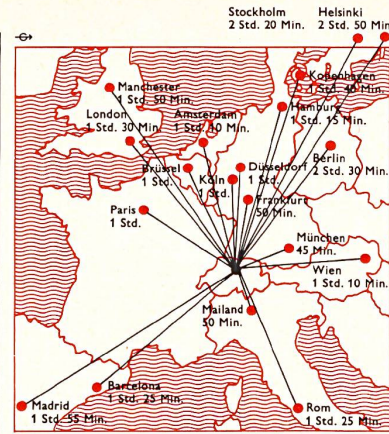 Stockholm
2 Std. 20 Min.
Helsinki
2 Std. 50 Min.
Kopenhagen
1 Std. 40 Min.
Manchester
1 Std. 50 Min.
Hamburg
1 Std. 15 Min.
London
1 Std. 30 Min.
Amsterdam
1 Std. 10 Min.
Berlin
2 Std. 30 Min.
Brüssel
1 Std.
Köln
1 Std.
Düsseldorf
1 Std.
Frankfurt
50 Min.
Paris
1 Std.
München
45 Min.
Wien
1 Std. 10 Min.
Mailand
50 Min.
Barcelona
1 Std. 25 Min.
Madrid
1 Std. 55 Min.
Rom
1 Std. 25 Min.